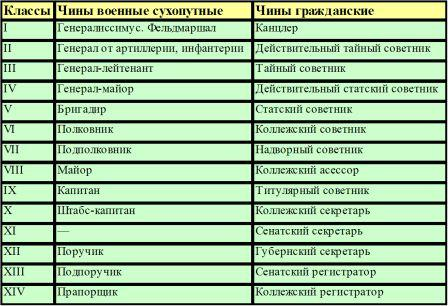 Классы Чины военные сухопутные Чины гражданские
I Генералиссимус. Фельдмаршал Канцлер
II Генерал от артиллерии, инфантерии Действительный тайный советник
III Генерал-лейтенант Тайный советник
IV Генерал-майор Действительный статский советник
V Бригадир Статский советник
VI Полковник Коллежский советник
VII Подполковник Надворный советник
VIII Майор Коллежский асессор
IX Капитан Титулярный советник
X Штабс-капитан Коллежский секретарь
XI — Сенатский секретарь
XII Поручик Губернский секретарь
XIII Подпоручик Сенатский регистратор
XIV Прапорщик Коллежский регистратор